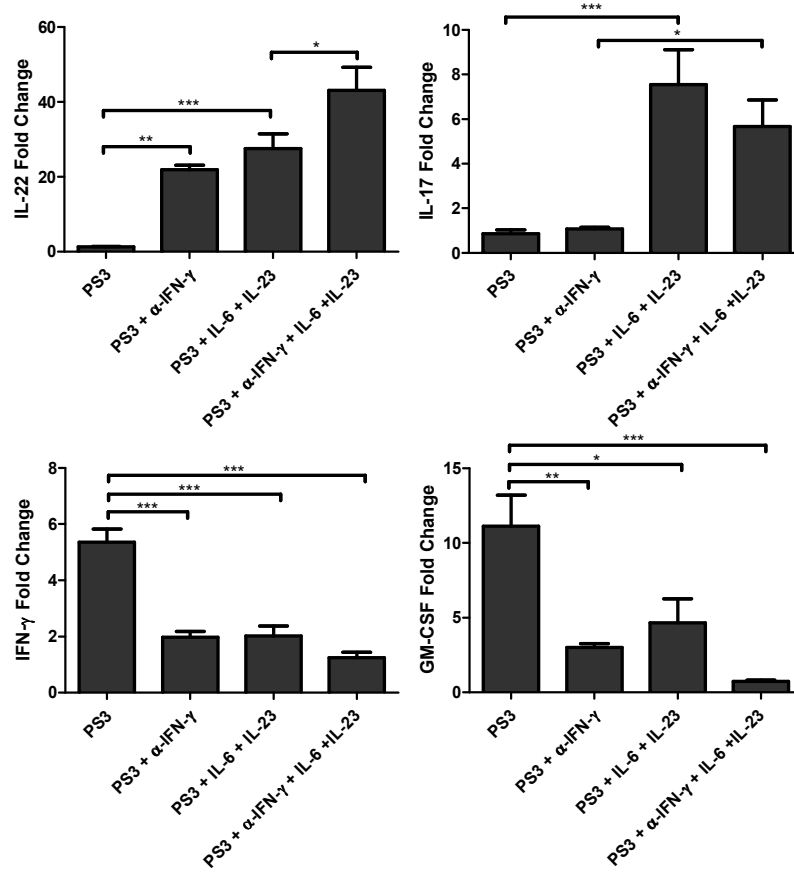 IL-22 Fold Change
60
40
20
0
***
**
*
PS3
PS3 + α-IFN-γ
PS3 + IL-6 + IL-23
PS3 + α-IFN-γ + IL-6 +IL-23
IL-17 Fold Change
10
8
6
4
2
0
***
*
PS3
PS3 + α-IFN-γ
PS3 + IL-6 + IL-23
PS3 + α-IFN-γ + IL-6 +IL-23
IFN-γ Fold Change
8
6
4
2
0
***
***
***
PS3
PS3 + α-IFN-γ
PS3 + IL-6 + IL-23
PS3 + α-IFN-γ + IL-6 +IL-23
GM-CSF Fold Change
15
10
5
0
***
*
**
PS3
PS3 + α-IFN-γ
PS3 + IL-6 + IL-23
PS3 + α-IFN-γ + IL-6 +IL-23